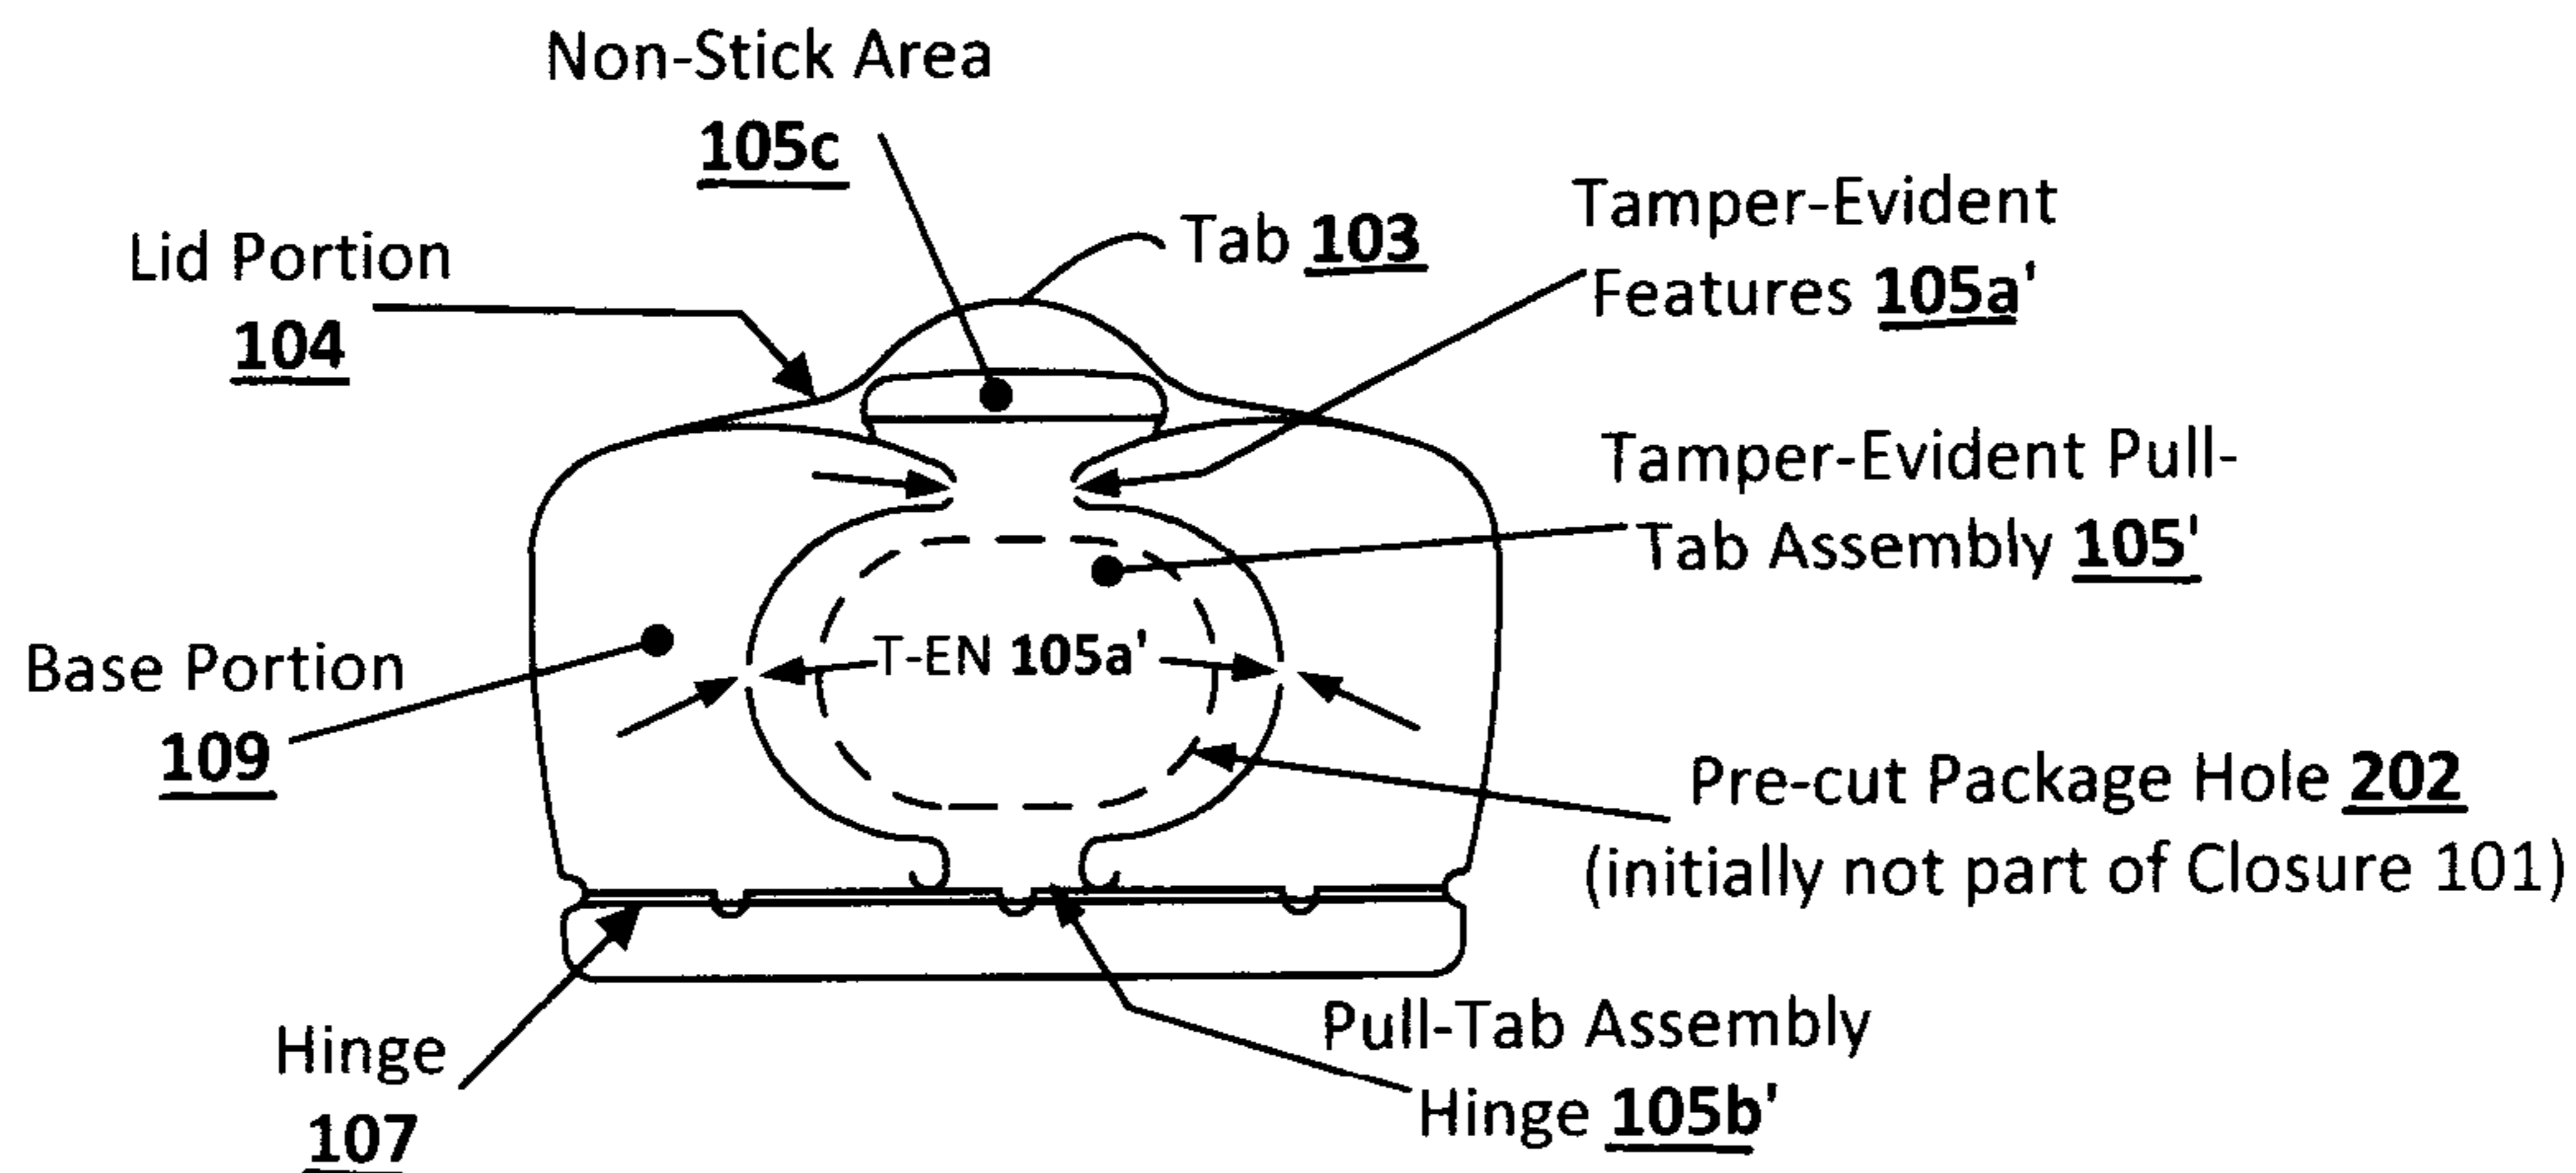 Non-Stick Area
105c
Tab 103
Tamper-Evident
Features 105a'
Lid Portion
104
Tamper-Evident Pull-
Tab Assembly 105'
T-EN 105a'
Base Portion
109
Pre-cut Package Hole 202
(initially not part of Closure 101)
Hinge
107
Pull-Tab Assembly
Hinge 105b'